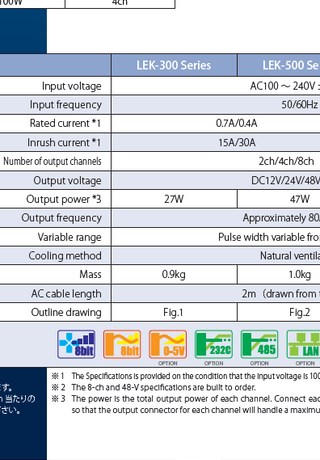 100W 4ch
LEK-300 Series LEK-500 Se
Input voltage AC100 ～ 240V ±
Input frequency 50/60Hz
Rated current *1 0.7A/0.4A
Inrush current *1 15A/30A
Number of output channels 2ch/4ch/8ch
Output voltage DC12V/24V/48V
Output power *3 27W 47W
Output frequency Approximately 80
Variable range Pulse width variable fro
Cooling method Natural ventila
Mass 0.9kg 1.0kg
AC cable length 2m （drawn from t
Outline drawing Fig.1 Fig.2
8bit 8bit 0-5V 232C 485 LAN
OPTION OPTION OPTION OPTION
※ 1 The Specifications is provided on the condition that the input voltage is 100
ます。 ※ 2 The 8-ch and 48-V specifications are built to order.
当たりの ※ 3 The power is the total output power of each channel. Connect eac
ださい。 so that the output connector for each channel will handle a maximu